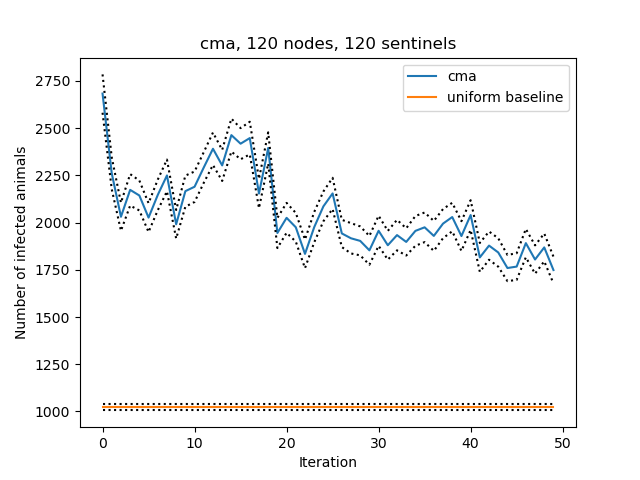 cma, 120 nodes, 120 sentinels
cma
uniform baseline
Number of infected animals
2750
2500
2250
2000
1750
1500
1250
1000
0 10 20 30 40 50
Iteration